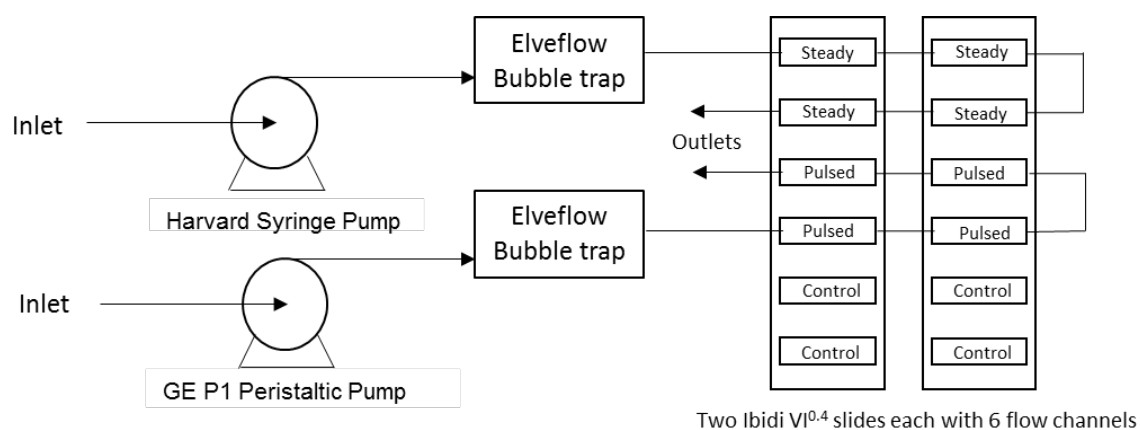 Elveflow
Bubble trap
Inlet
Harvard Syringe Pump
Elveflow
Bubble trap
Inlet
GE P1 Peristaltic Pump
Outlets
Steady
Steady
Steady
Steady
Pulsed
Pulsed
Pulsed
Pulsed
Control
Control
Control
Control
Two Ibidi VI⁰·⁴ slides each with 6 flow channels